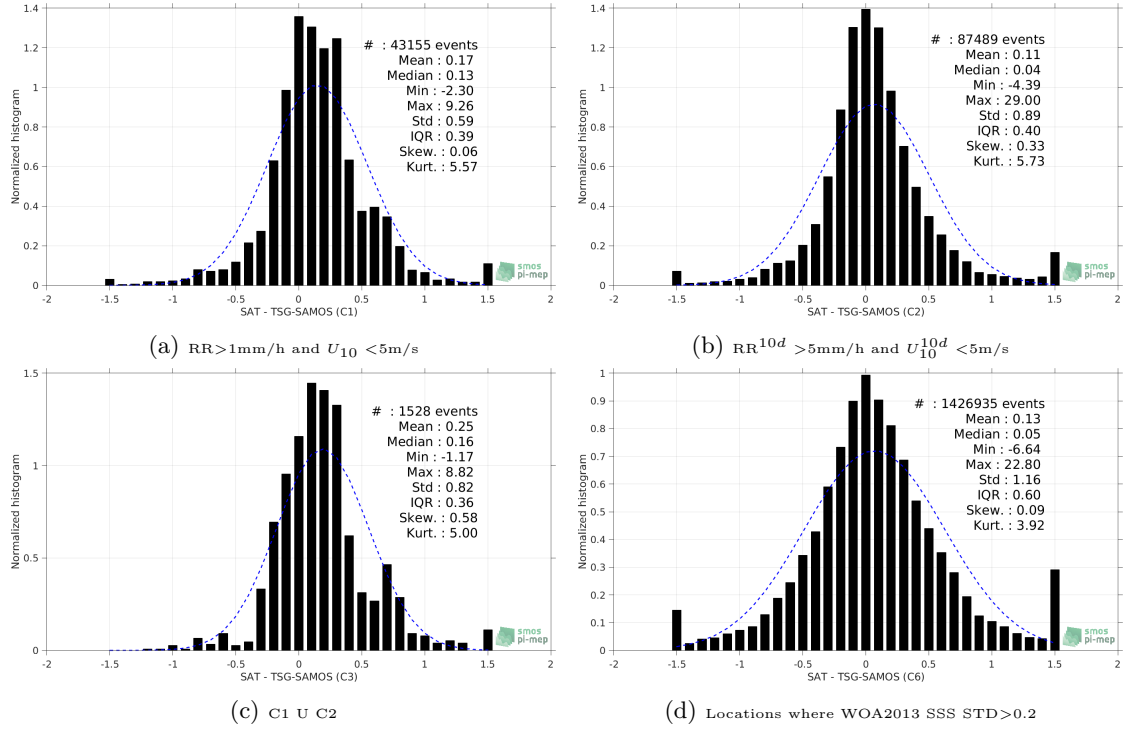 1.4
1.2
1
0.8
0.6
0.4
0.2
0
Normalized histogram
# : 43155 events
Mean : 0.17
Median : 0.13
Min : -2.30
Max : 9.26
Std : 0.59
IQR : 0.39
Skew. : 0.06
Kurt. : 5.57
smos
pi-mep
-2 -1.5 -1 -0.5 0 0.5 1 1.5 2
SAT - TSG-SAMOS (C1)
(a) RR>1mm/h and U10 <5m/s
1.4
1.2
1
0.8
0.6
0.4
0.2
0
Normalized histogram
# : 87489 events
Mean : 0.11
Median : 0.04
Min : -4.39
Max : 29.00
Std : 0.89
IQR : 0.40
Skew. : 0.33
Kurt. : 5.73
smos
pi-mep
-2 -1.5 -1 -0.5 0 0.5 1 1.5 2
SAT - TSG-SAMOS (C2)
(b) RR^10d >5mm/h and U_10^10d <5m/s
1.5
1
0.5
0
Normalized histogram
# : 1528 events
Mean : 0.25
Median : 0.16
Min : -1.17
Max : 8.82
Std : 0.82
IQR : 0.36
Skew. : 0.58
Kurt. : 5.00
smos
pi-mep
-2 -1.5 -1 -0.5 0 0.5 1 1.5 2
SAT - TSG-SAMOS (C3)
(c) C1 U C2
1
0.9
0.8
0.7
0.6
0.5
0.4
0.3
0.2
0.1
0
Normalized histogram
# : 1426935 events
Mean : 0.13
Median : 0.05
Min : -6.64
Max : 22.80
Std : 1.16
IQR : 0.60
Skew. : 0.09
Kurt. : 3.92
smos
pi-mep
-2 -1.5 -1 -0.5 0 0.5 1 1.5 2
SAT - TSG-SAMOS (C6)
(d) Locations where WOA2013 SSS STD>0.2